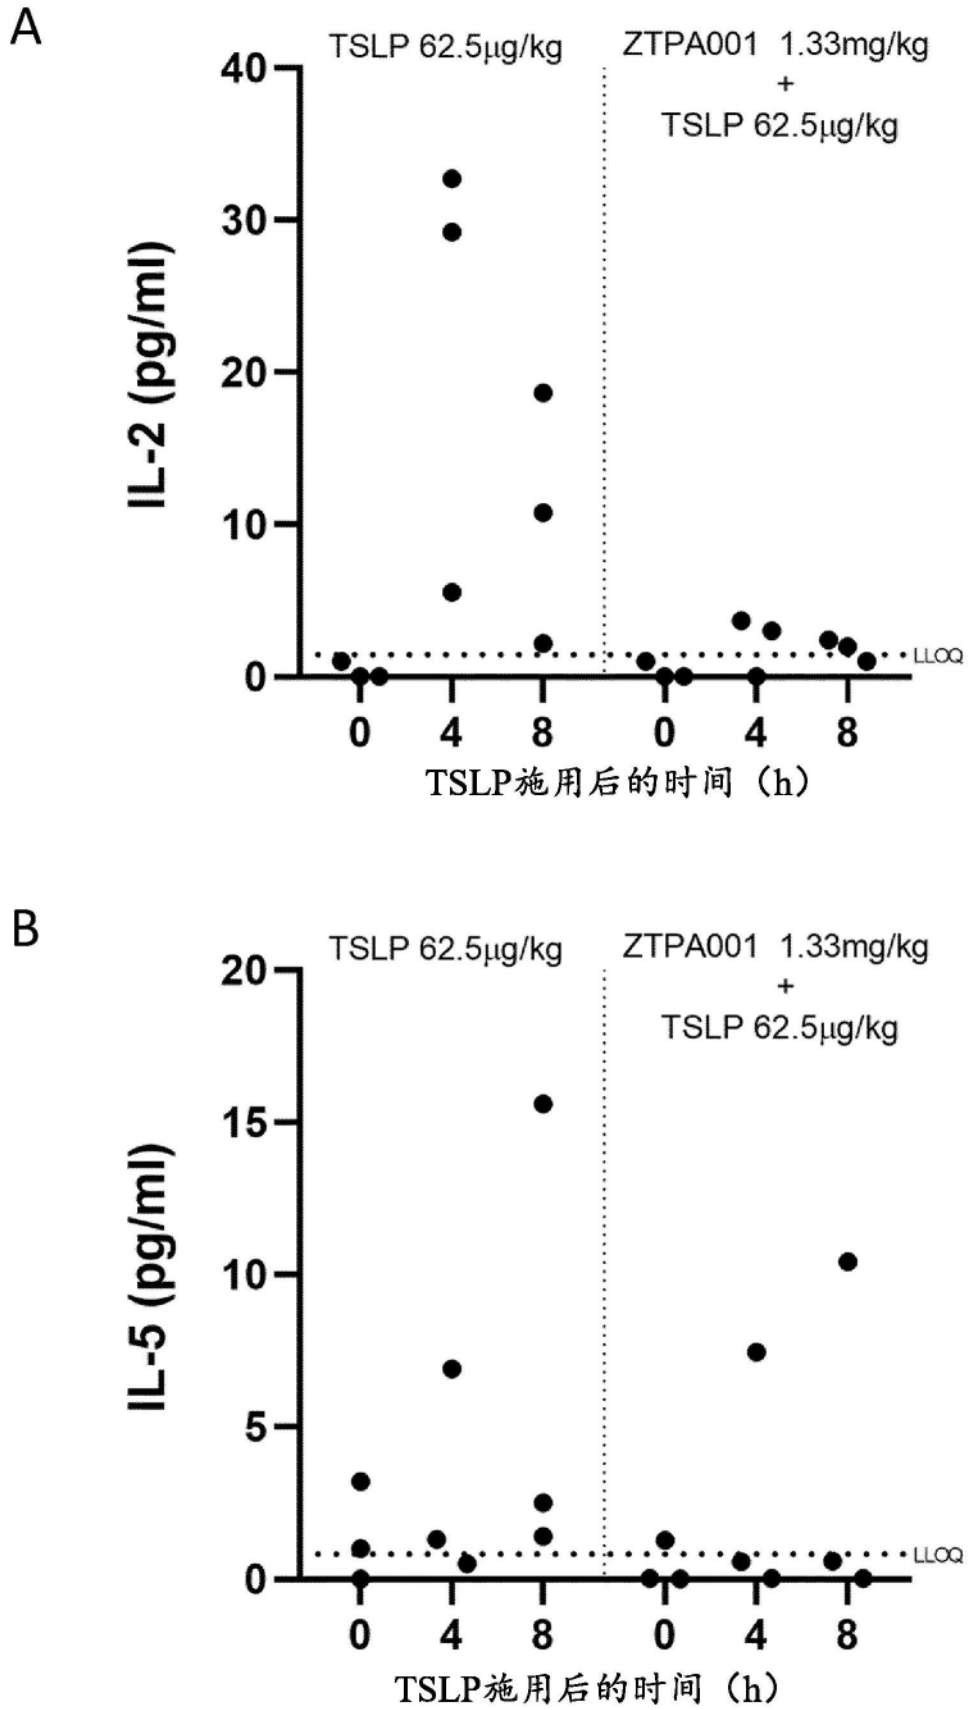 A
TSLP 62.5μg/kg
ZTPA001 1.33mg/kg
+
TSLP 62.5μg/kg
IL-2 (pg/ml)
40
30
20
10
0
LLOQ
0 4 8 0 4 8
TSLP施用后的时间（h）
B
TSLP 62.5μg/kg
ZTPA001 1.33mg/kg
+
TSLP 62.5μg/kg
IL-5 (pg/ml)
20
15
10
5
0
LLOQ
0 4 8 0 4 8
TSLP施用后的时间（h）